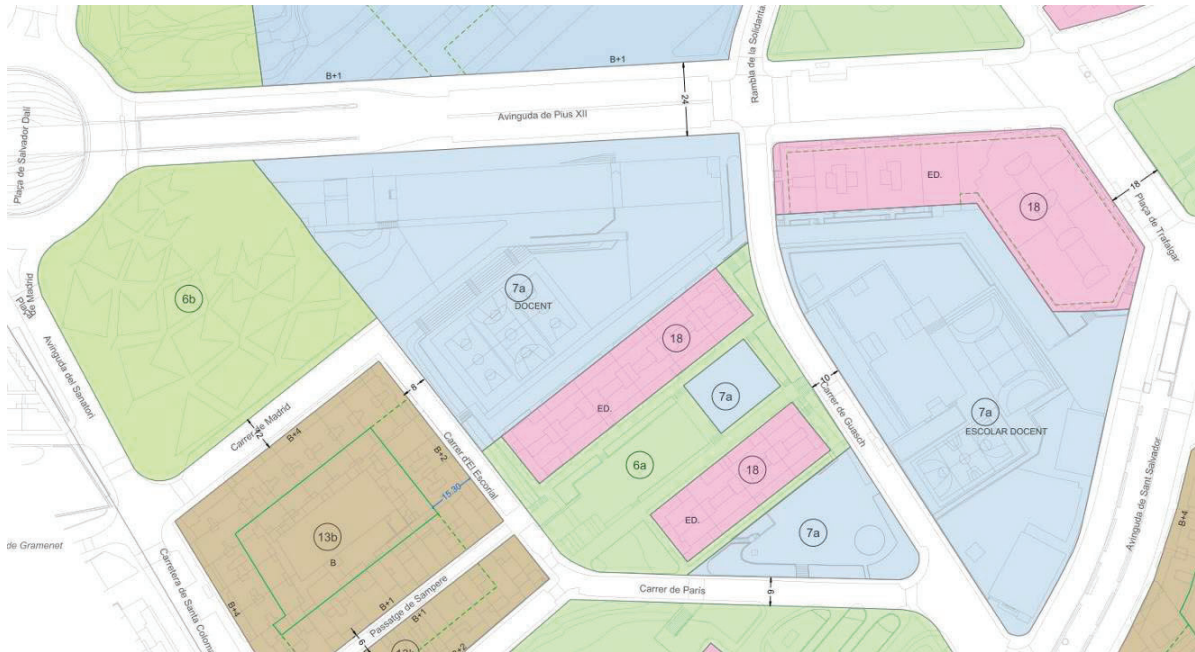 B+1
B+1
Rambla de la Solidarita
24
Avinguda de Pius XII
Plaça de Salvador Dalí
ED.
18
18
Plaça de Trafalgar
6b
7a
DOCENT
Plaça
de Madrid
18
Avinguda del Sanatori
8
10
7a
ED.
Carrer de Guasch
7a
ESCOLAR DOCENT
Carrer de Madrid
12
B+4
B+2
Carrer d'El Escorial
6a
18
15.30
ED.
Avinguda de Sant Salvador
B+4
13b
B
7a
de Gramenet
Carretera de Santa Colom
B+4
B+1
Passatge de Sampere
B+1
Carrer de París
6
6
B+2